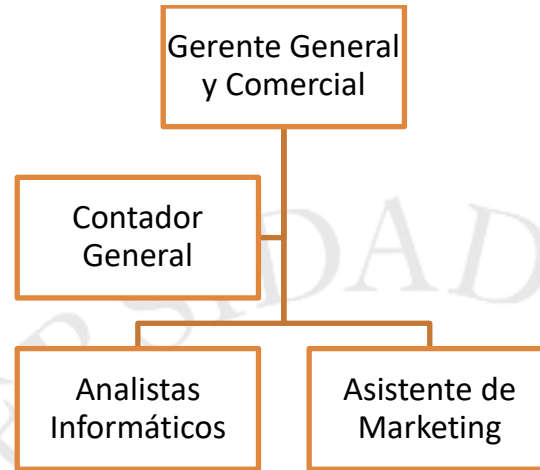 Gerente General
y Comercial
Contador
General
Analistas
Informáticos
Asistente de
Marketing